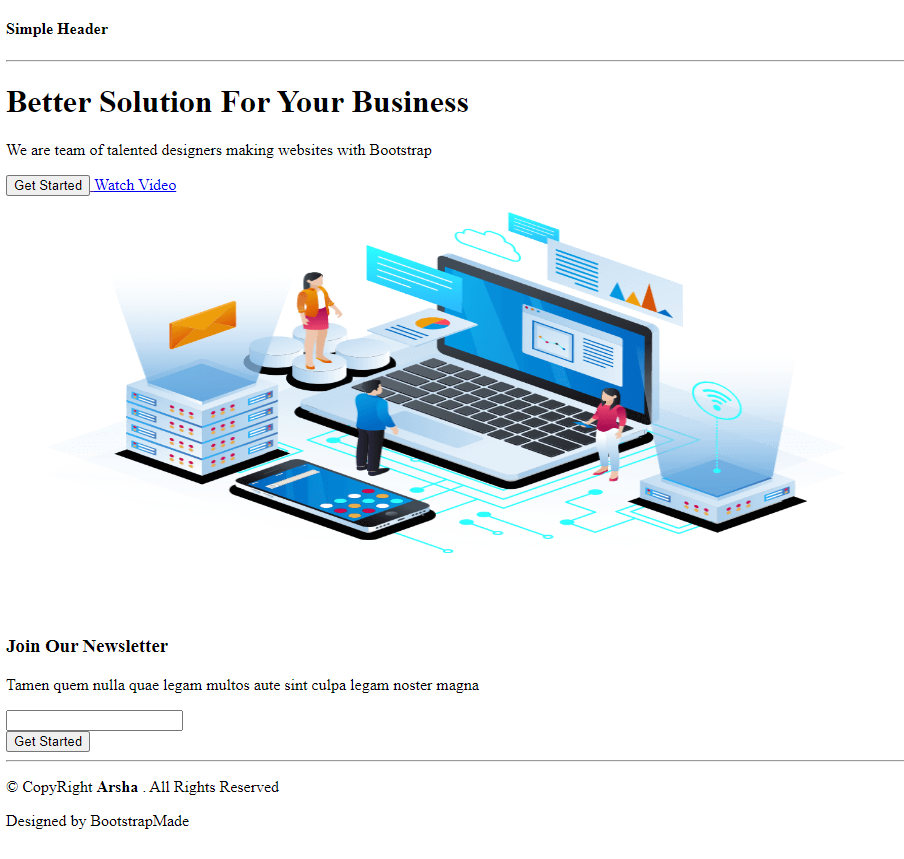 Simple Header
Better Solution For Your Business
We are team of talented designers making websites with Bootstrap
Get Started Watch Video
Join Our Newsletter
Tamen quem nulla quae legam multos aute sint culpa legam noster magna
Get Started
© CopyRight Arsha . All Rights Reserved
Designed by BootstrapMade